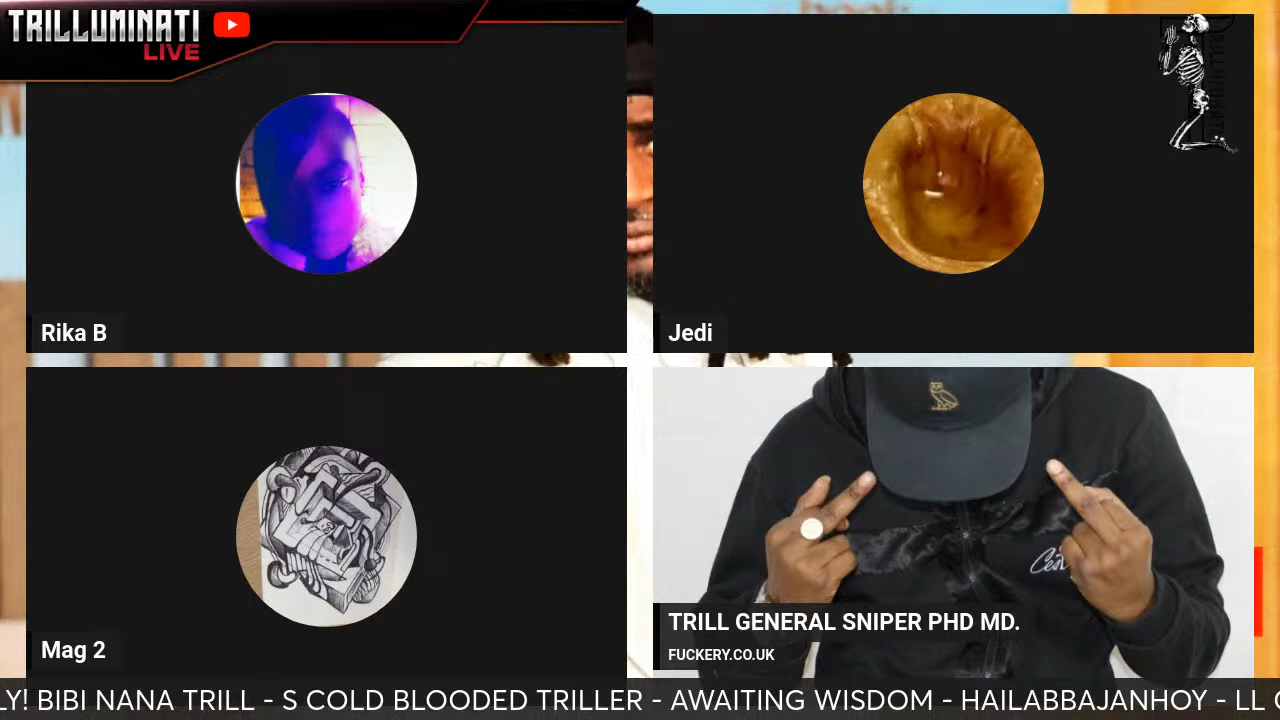 TRILLUMINATI
LIVE
Rika B
Jedi
Mag 2
TRILL GENERAL SNIPER PHD MD.
FUCKERY.CO.UK
LY! BIBI NANA TRILL - S COLD BLOODED TRILLER - AWAITING WISDOM - HAILABBAJANHOY - LL